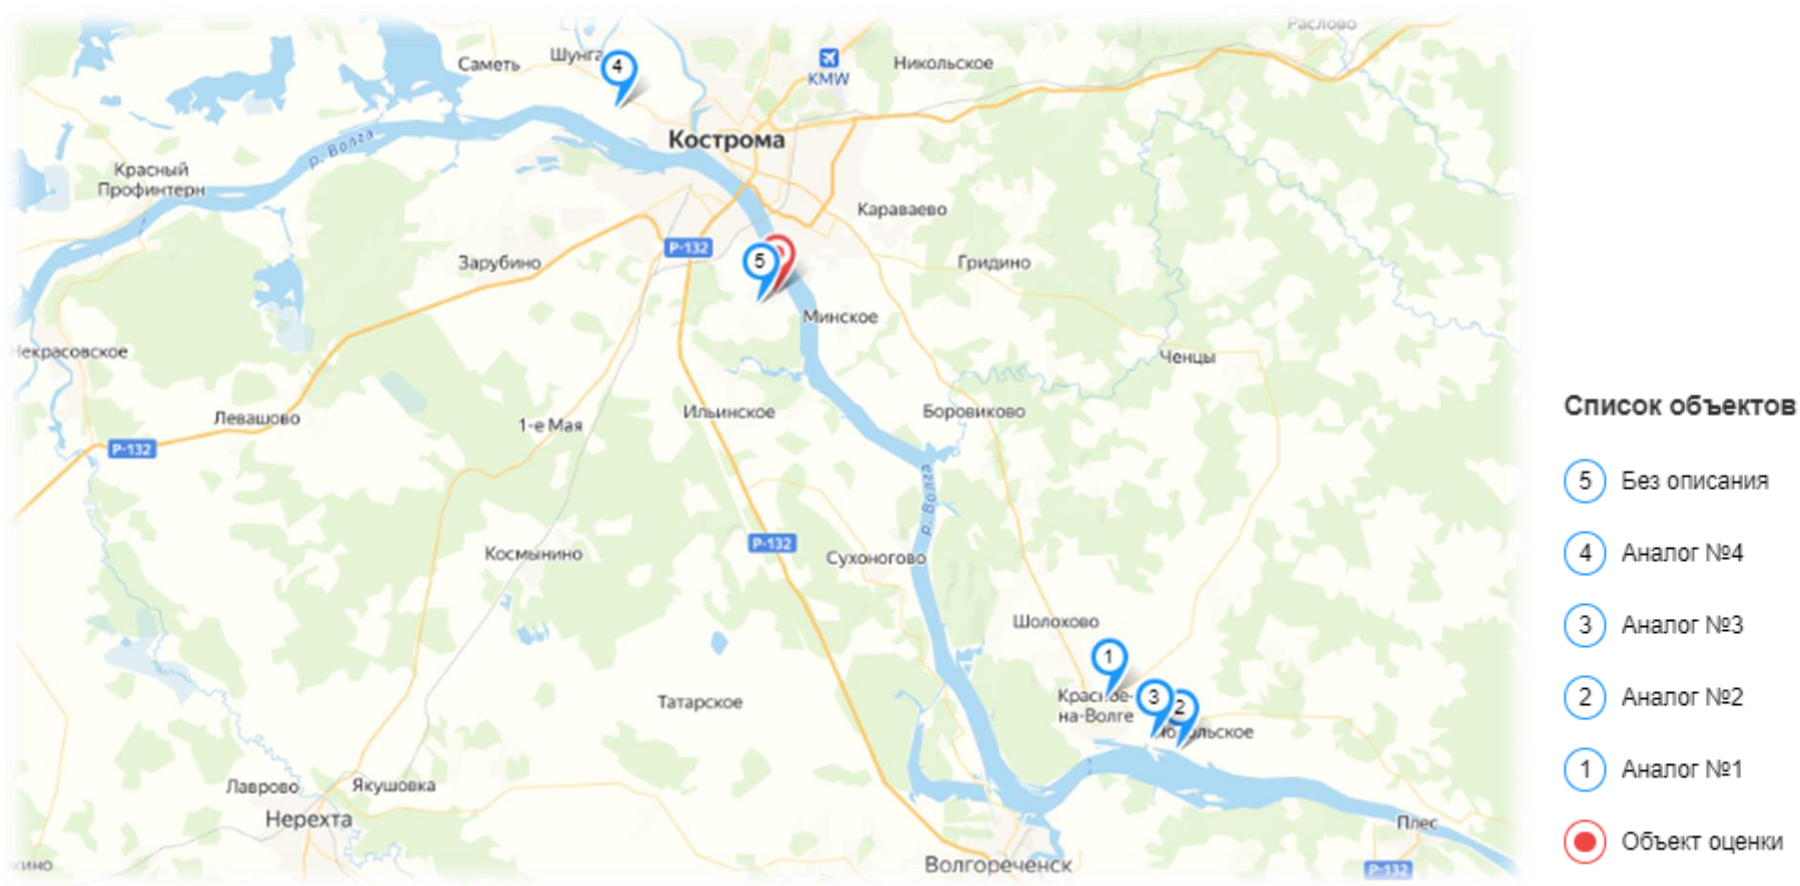 Раслово
Шунга
4
Саметь
Никольское
KMW
Кострома
р. Волга
Красный
Профинтерн
Караваево
Р-132
5
Зарубино
Гридино
Минское
Некрасовское
Ченцы
Левашово
Ильинское
Боровиково
1-е Мая
Р-132
р. Волга
Р-132
Космынино
Сухоногово
Шолохово
1
Красное-
на-Волге
3
2
Татарское
Лаврово
Якушовка
Нерехта
Плес
Волгореченск
Р-132
Список объектов
5 Без описания
4 Аналог №4
3 Аналог №3
2 Аналог №2
1 Аналог №1
Объект оценки